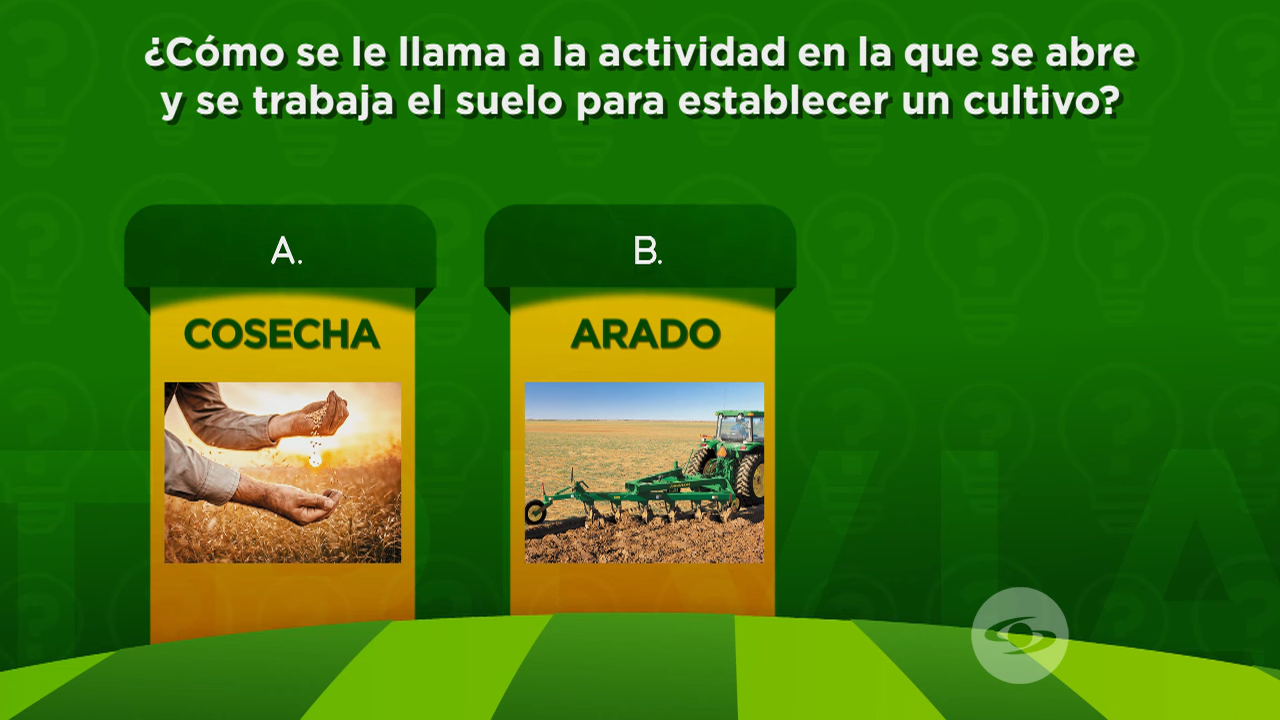 ¿Cómo se le llama a la actividad en la que se abre
y se trabaja el suelo para establecer un cultivo?
A.
COSECHA
B.
ARADO